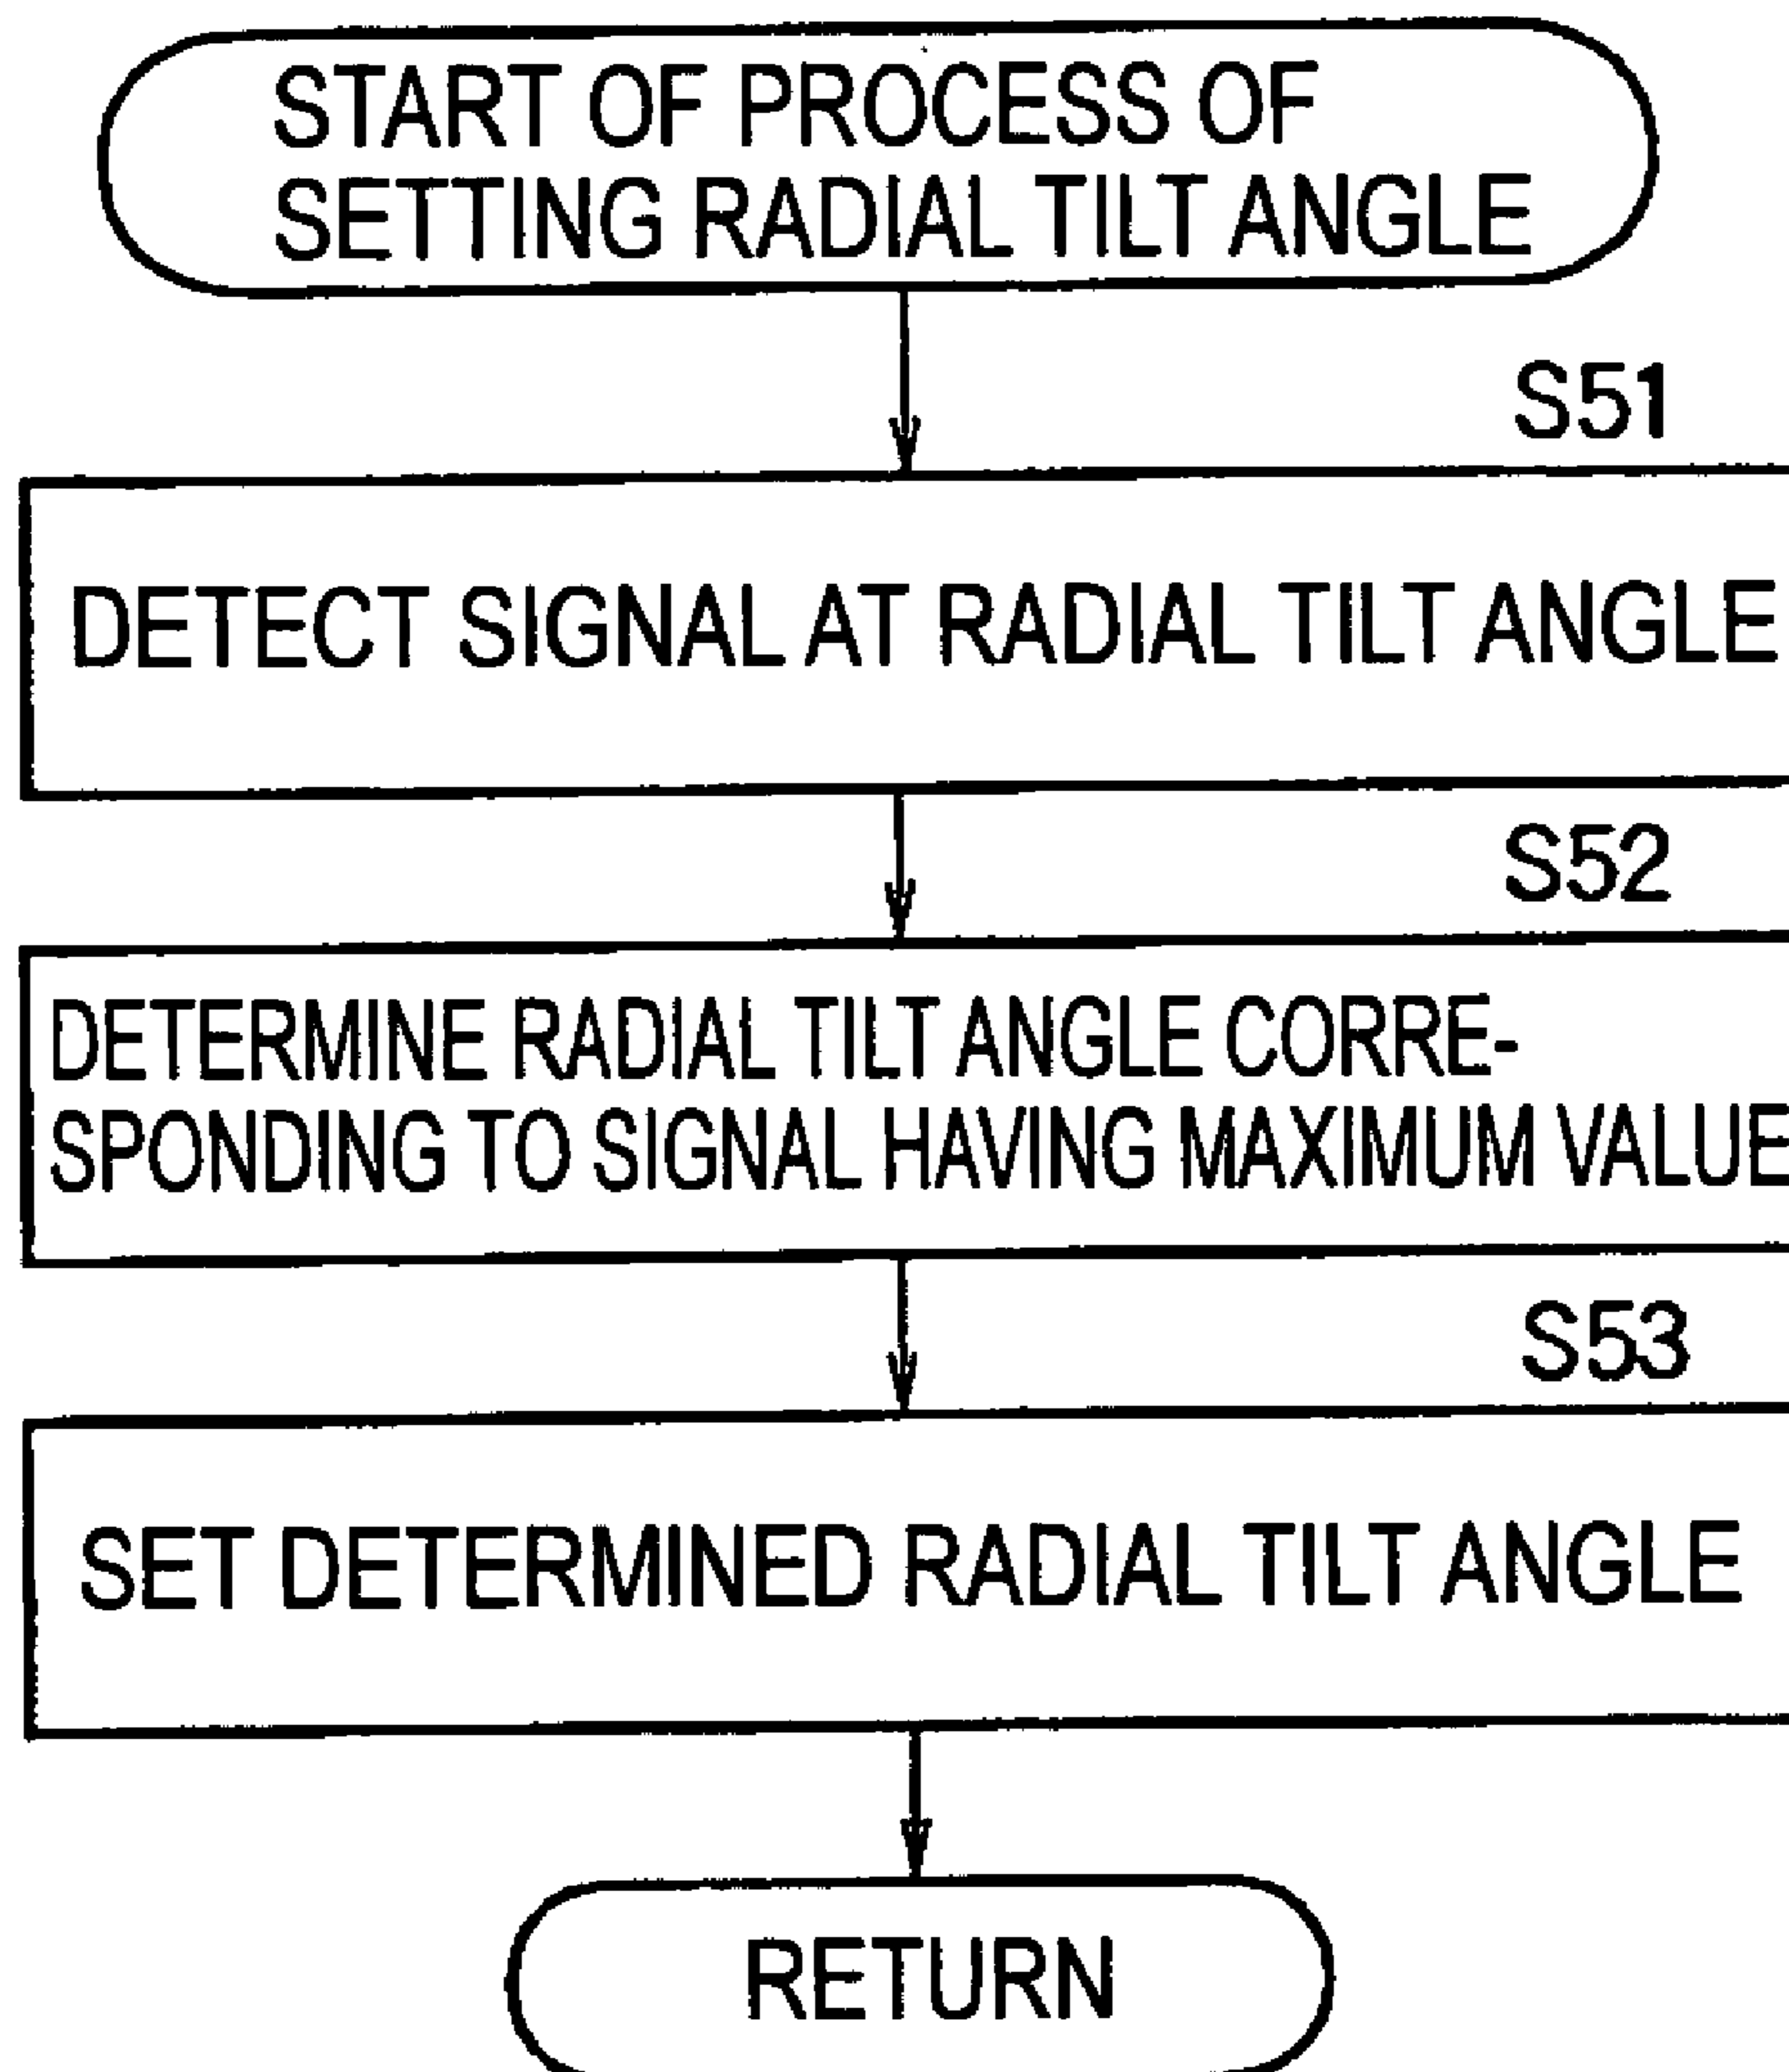 START OF PROCESS OF
SETTING RADIAL TILT ANGLE
S51
DETECT SIGNAL AT RADIAL TILT ANGLE
S52
DETERMINE RADIAL TILT ANGLE CORRE-
SPONDING TO SIGNAL HAVING MAXIMUM VALUE
S53
SET DETERMINED RADIAL TILT ANGLE
RETURN